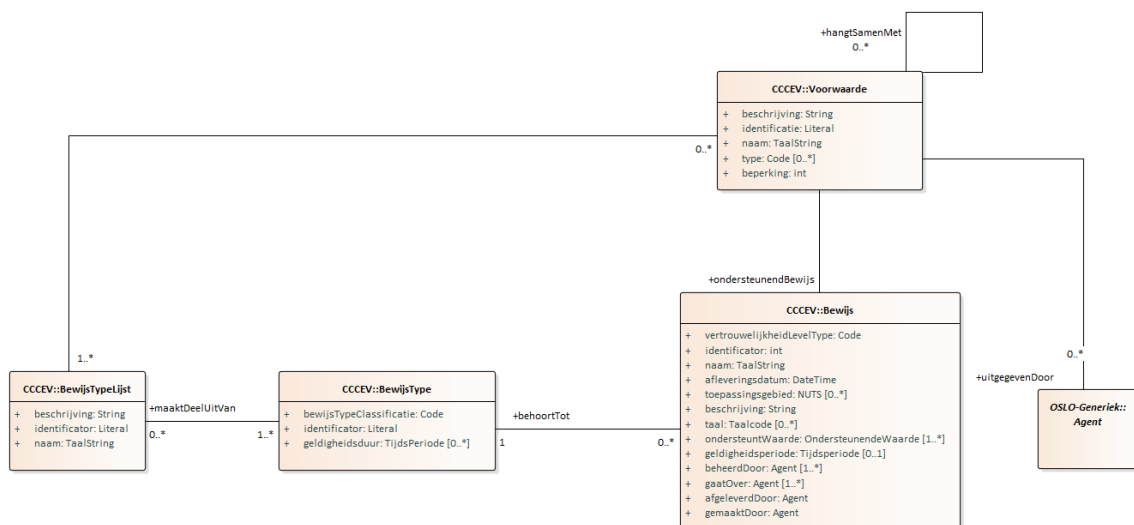 +hangtSamenMet
0..*
CCCEV::Voorwaarde
+ beschrijving: String
+ identificatie: Literal
+ naam: TaalString
+ type: Code [0..*]
+ beperking: int
0..*
+ondersteunendBewijs
CCCEV::Bewijs
+ vertrouwelijkheidLevelType: Code
+ identificator: int
+ naam: TaalString
+ afleveringsdatum: DateTime
+ toepassingsgebied: NUTS [0..*]
+ beschrijving: String
+ taal: Taalcode [0..*]
+ ondersteuntWaarde: OndersteunendeWaarde [1..*]
+ geldigheidsperiode: Tijdsperiode [0..1]
+ beheerdDoor: Agent [1..*]
+ gaatOver: Agent [1..*]
+ afgeleverdDoor: Agent
+ gemaaktDoor: Agent
1..*
CCCEV::BewijsTypeLijst
+ beschrijving: String
+ identificator: Literal
+ naam: TaalString
+maaktDeelUitVan
0..*
1..*
CCCEV::BewijsType
+ bewijsTypeClassificatie: Code
+ identificator: Literal
+ geldigheidsduur: TijdsPeriode [0..*]
+behoortTot
1
0..*
0..*
+uitgegevenDoor
OSLO-Generiek::
Agent